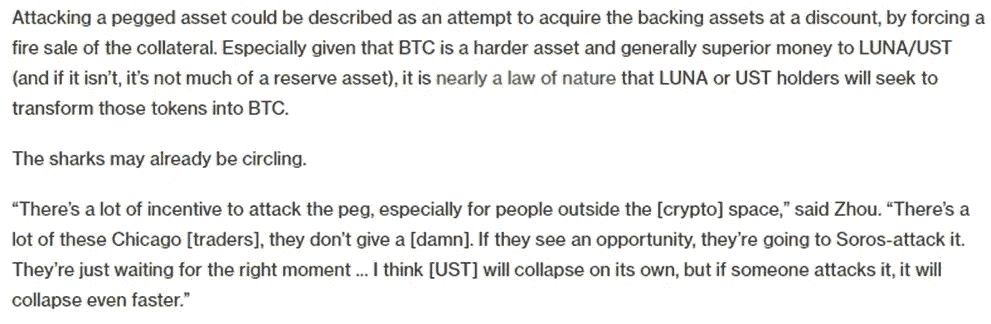 Attacking a pegged asset could be described as an attempt to acquire the backing assets at a discount, by forcing a
fire sale of the collateral. Especially given that BTC is a harder asset and generally superior money to LUNA/UST
(and if it isn't, it's not much of a reserve asset), it is nearly a law of nature that LUNA or UST holders will seek to
transform those tokens into BTC.
The sharks may already be circling.
“There's a lot of incentive to attack the peg, especially for people outside the [crypto] space,” said Zhou. “There's a
lot of these Chicago [traders], they don't give a [damn]. If they see an opportunity, they're going to Soros-attack it.
They're just waiting for the right moment ... I think [UST] will collapse on its own, but if someone attacks it, it will
collapse even faster.”